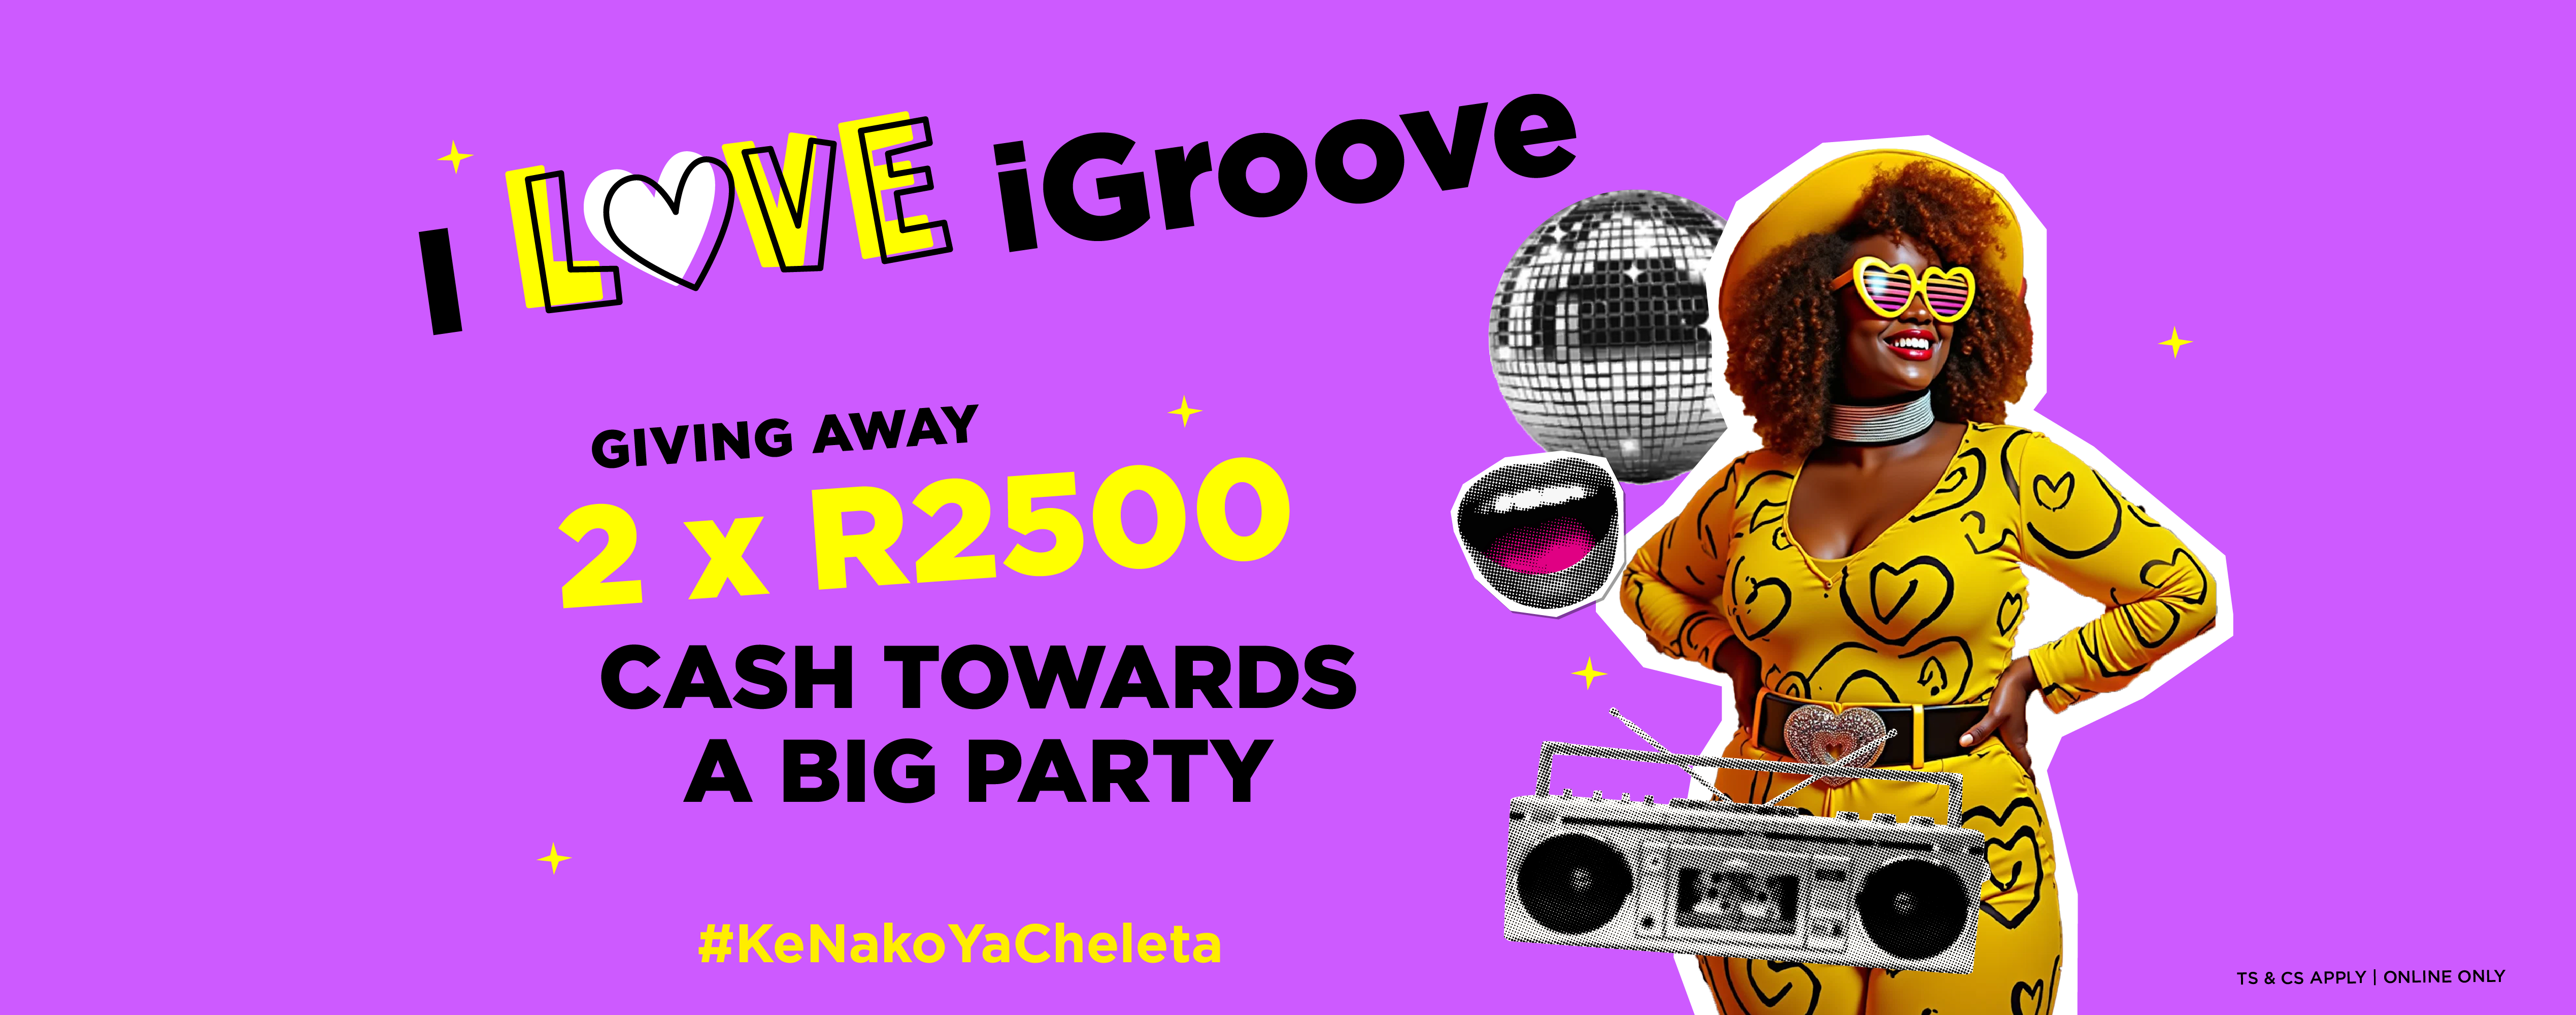 I LOVE iGroove
GIVING AWAY
2 x R2500
CASH TOWARDS
A BIG PARTY
#KeNakoYaCheleta
TS & CS APPLY | ONLINE ONLY